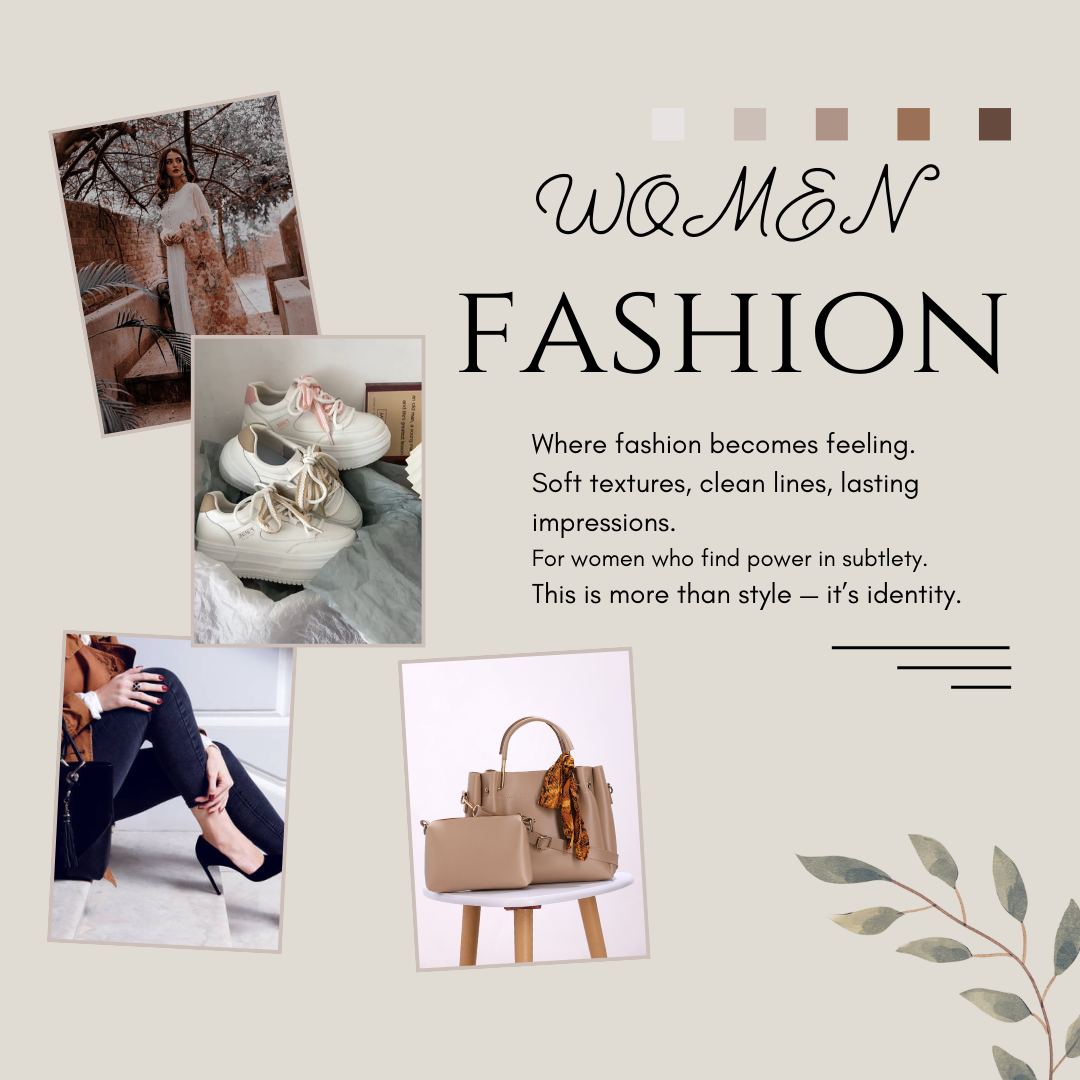 WOMEN
FASHION
Where fashion becomes feeling.
Soft textures, clean lines, lasting
impressions.
For women who find power in subtlety.
This is more than style — it's identity.